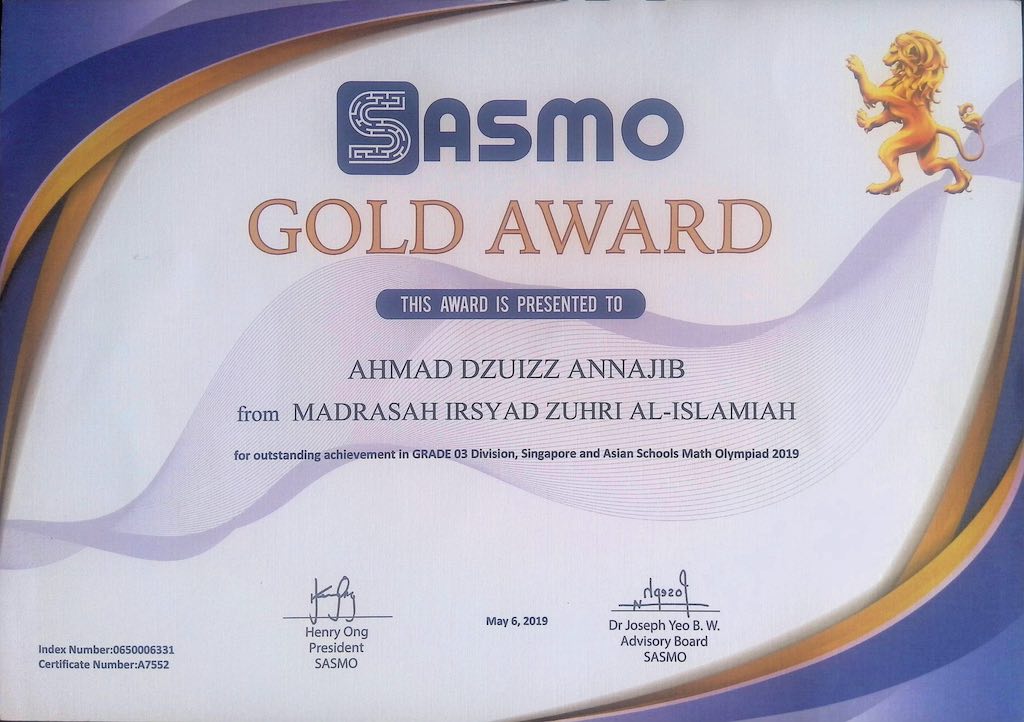 SASMO
GOLD AWARD
THIS AWARD IS PRESENTED TO
AHMAD DZUIZZ ANNAJIB
from MADRASAH IRSYAD ZUHRI AL-ISLAMIAH
for outstanding achievement in GRADE 03 Division, Singapore and Asian Schools Math Olympiad 2019
Henry Ong
President
SASMO
May 6, 2019
Dr Joseph Yeo B. W.
Advisory Board
SASMO
Index Number:0650006331
Certificate Number:A7552